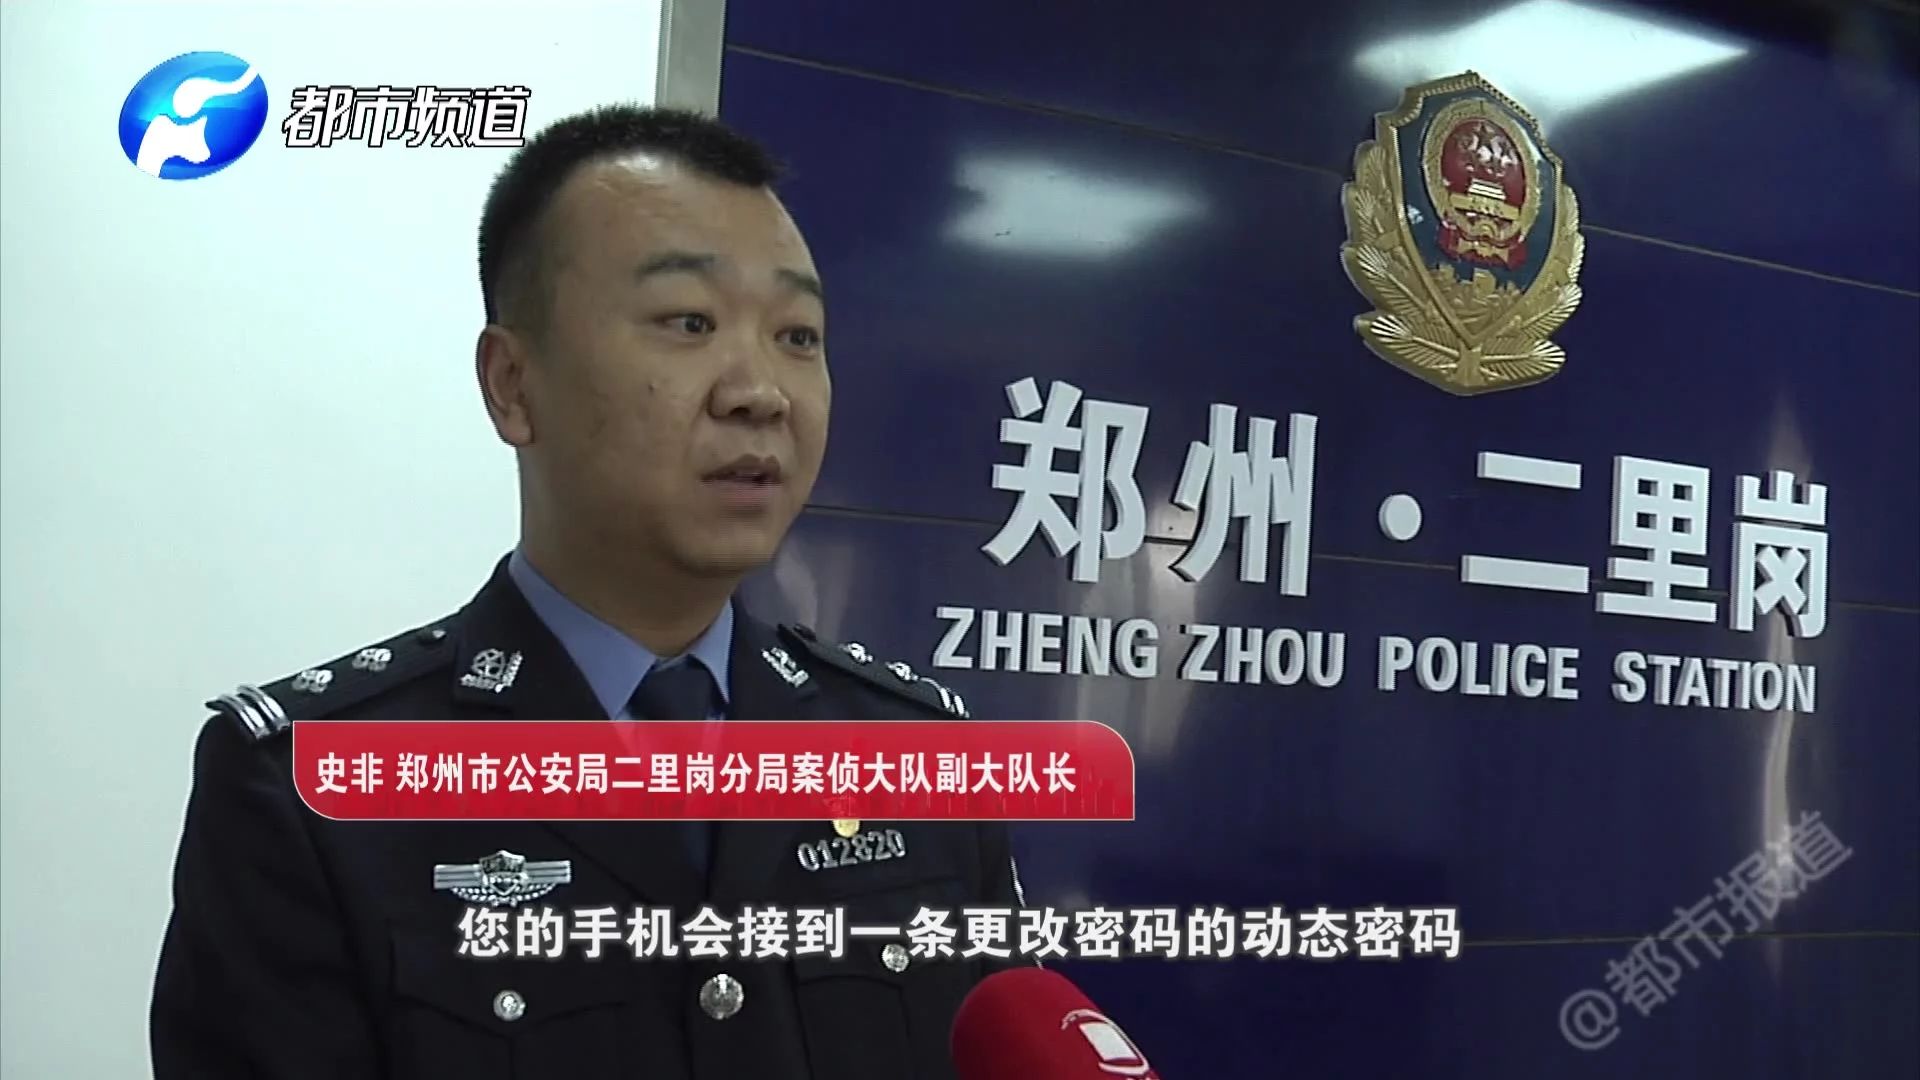 都市频道
郑州·二里岗
ZHENG ZHOU POLICE STATION
史非 郑州市公安局二里岗分局案侦大队副大队长
012820
您的手机会接到一条更改密码的动态密码
@都市报道